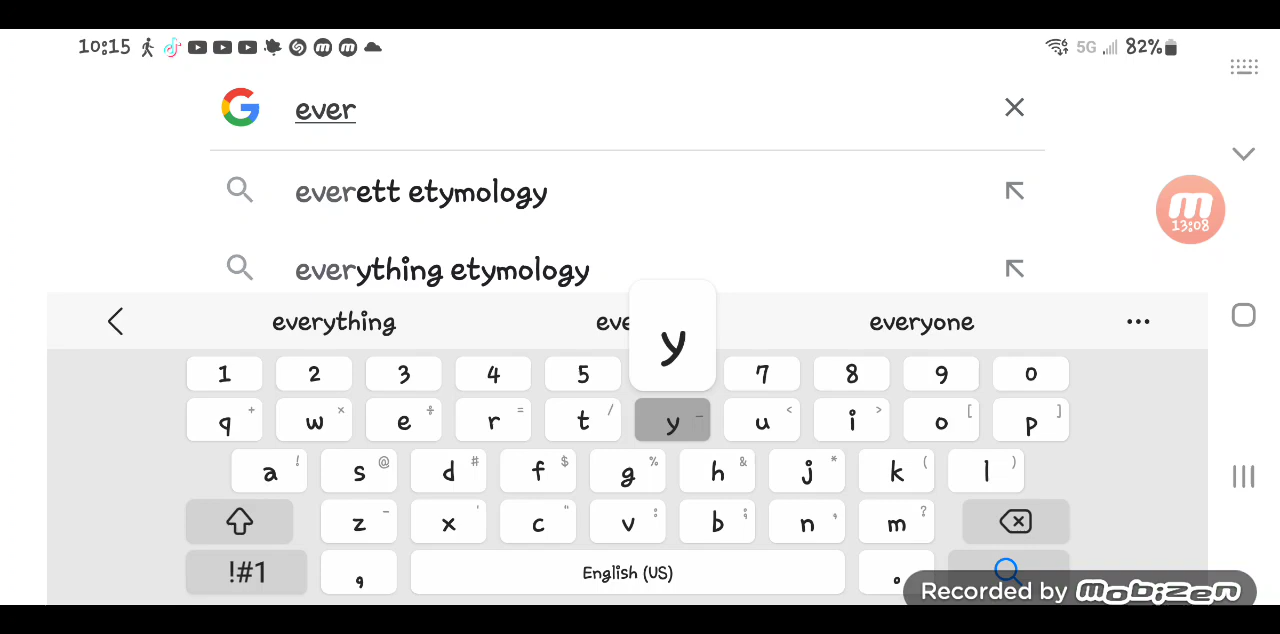 10:15 5G 82%
ever
everett etymology
13:08
everything etymology
everything eve everyone
y
1 2 3 4 5 7 8 9 0
q + w × e ÷ r = t / y _ u < i > o [ p ]
a ! s @ d # f $ g % h & j * k ( l )
z - x ' c " v : b ; n , m ?
!#1 , English (US) .
Recorded by mobizen